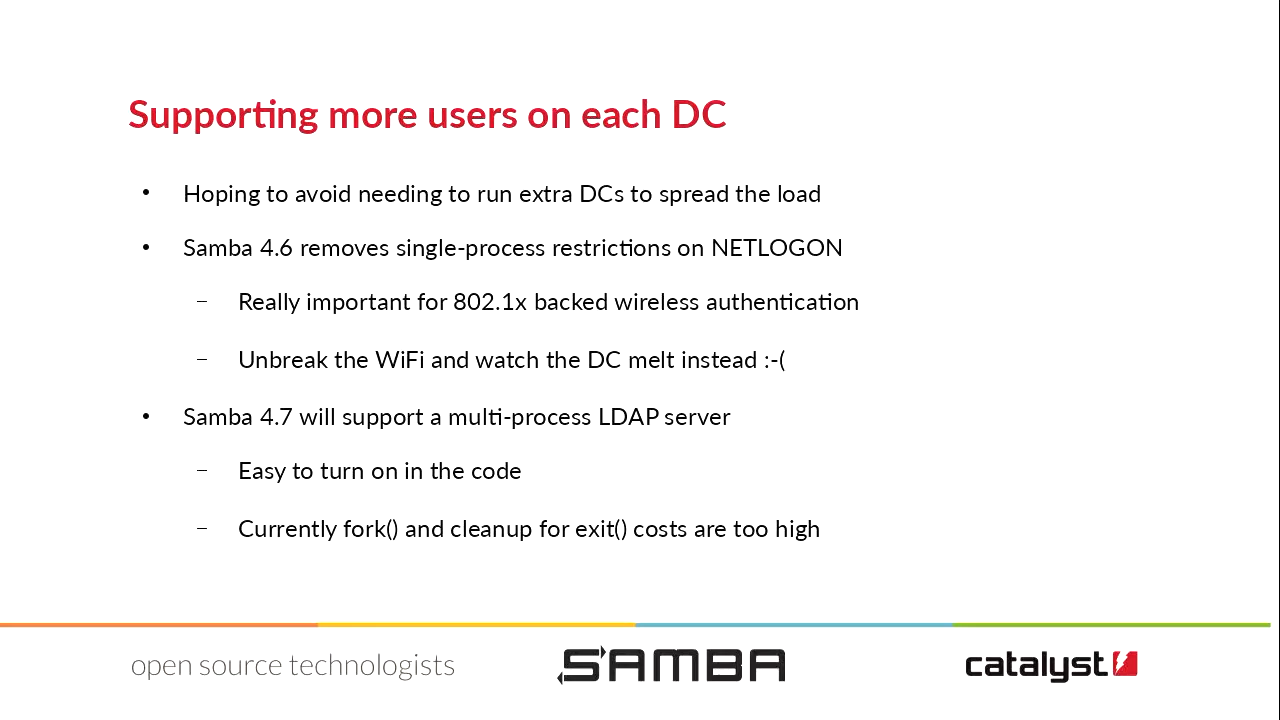 Supporting more users on each DC
• Hoping to avoid needing to run extra DCs to spread the load
• Samba 4.6 removes single-process restrictions on NETLOGON
– Really important for 802.1x backed wireless authentication
– Unbreak the WiFi and watch the DC melt instead :-(
• Samba 4.7 will support a multi-process LDAP server
– Easy to turn on in the code
– Currently fork() and cleanup for exit() costs are too high
open source technologists
SAMBA
catalyst